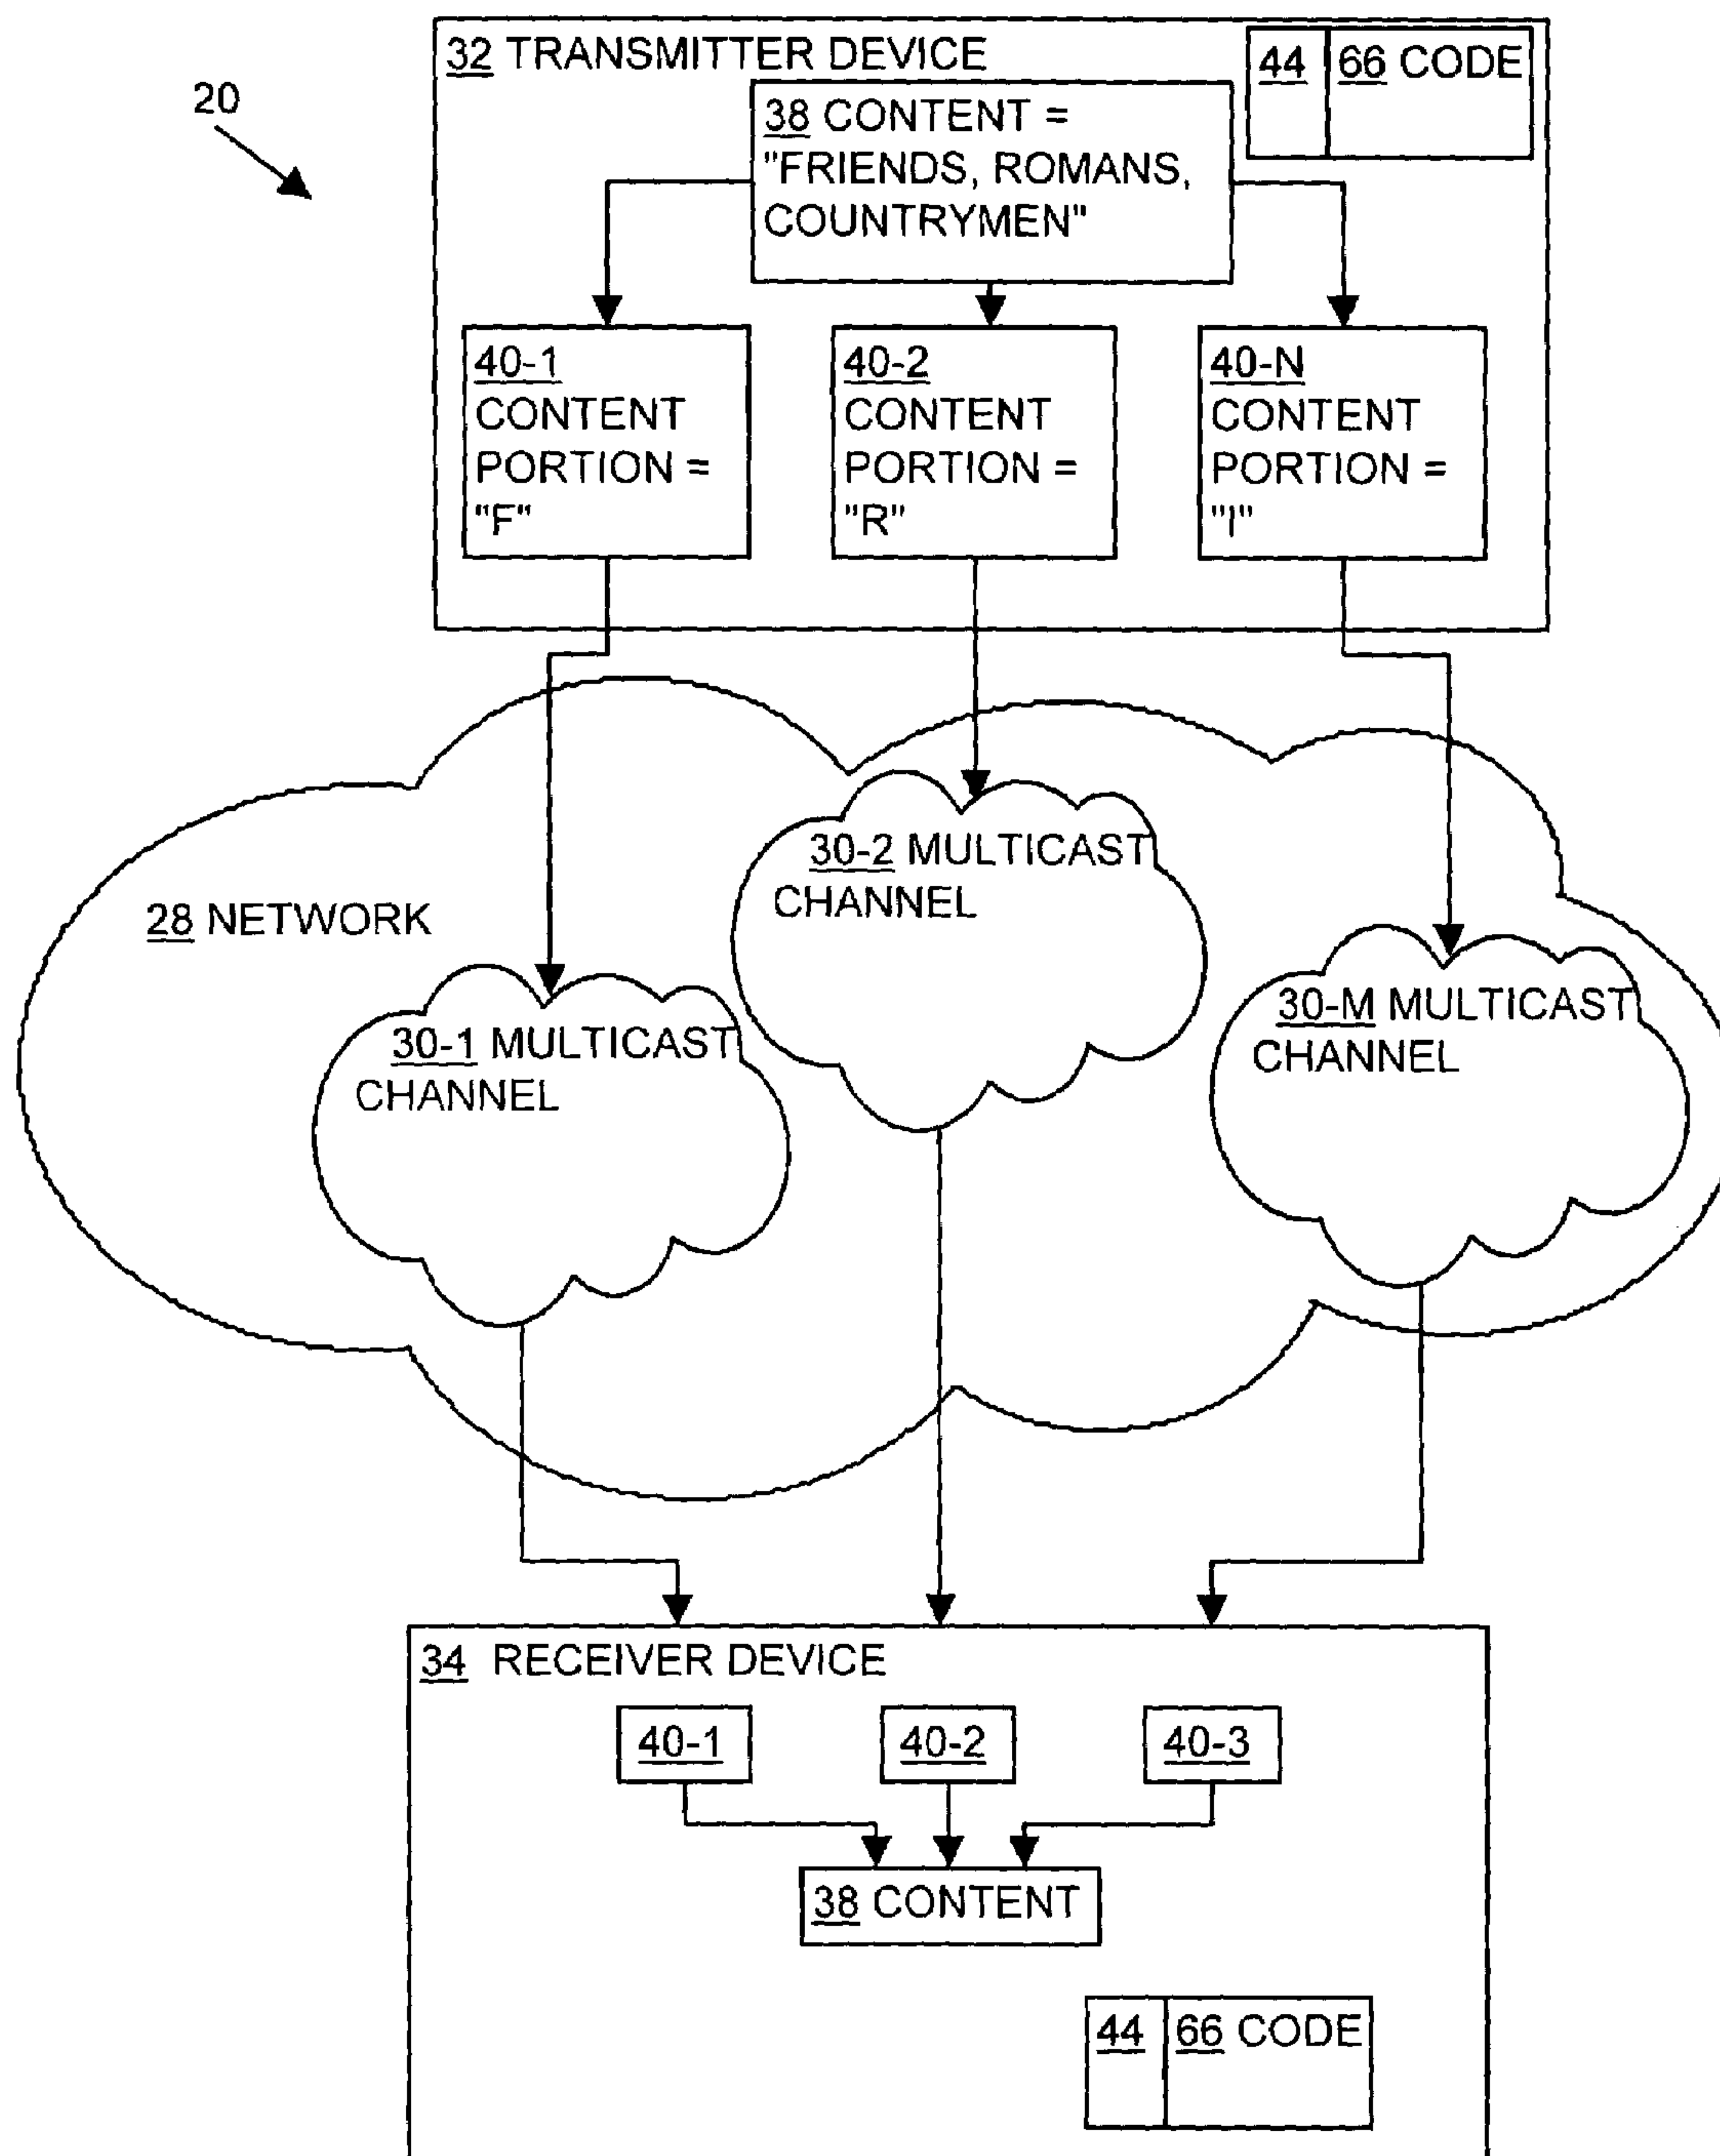 20
32 TRANSMITTER DEVICE
44
66 CODE
38 CONTENT =
"FRIENDS, ROMANS,
COUNTRYMEN"
40-1
CONTENT
PORTION =
"F"
40-2
CONTENT
PORTION =
"R"
40-N
CONTENT
PORTION =
"I"
28 NETWORK
30-1 MULTICAST
CHANNEL
30-2 MULTICAST
CHANNEL
30-M MULTICAST
CHANNEL
34 RECEIVER DEVICE
40-1
40-2
40-3
38 CONTENT
44
66 CODE